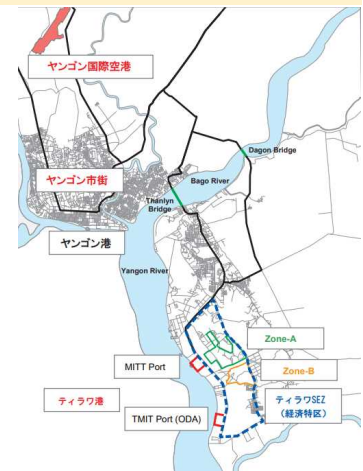 ヤンゴン国際空港
Dagon Bridge
ヤンゴン市街
Bago River
Thanlyn
Bridge
ヤンゴン港
Yangon River
Zone-A
MITT Port
Zone-B
ティラワ港
ティラワSEZ
（経済特区）
TMIT Port (ODA)